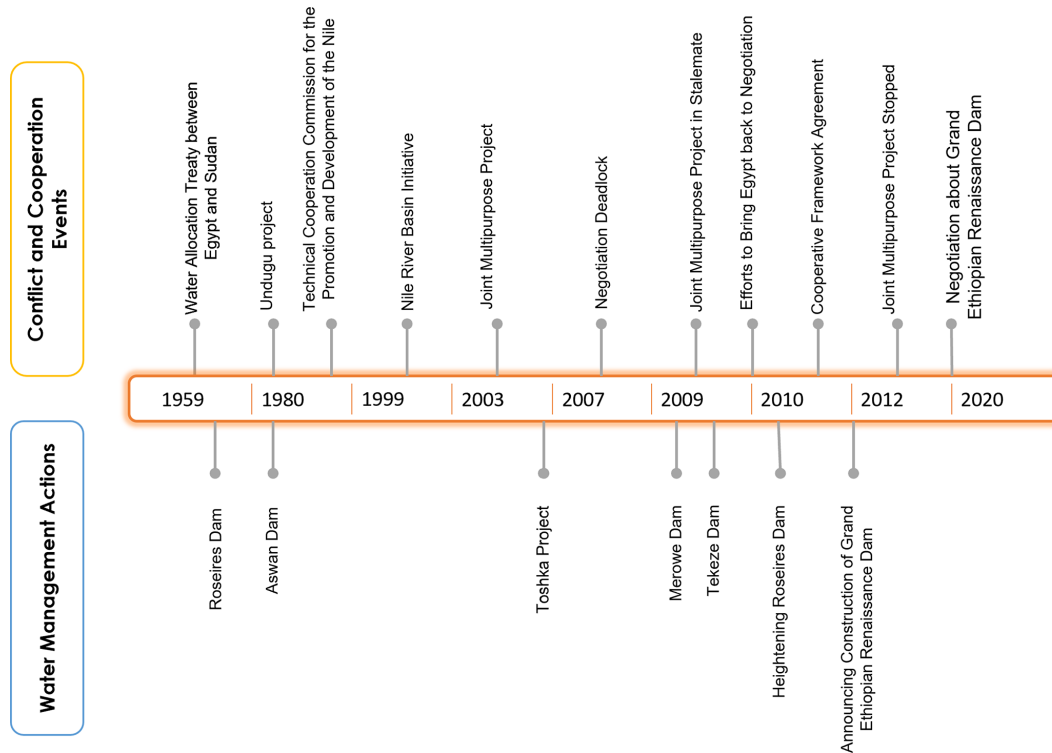 Conflict and Cooperation
Events
Water Allocation Treaty between
Egypt and Sudan
Undugu project
Technical Cooperation Commission for the
Promotion and Development of the Nile
Nile River Basin Initiative
Joint Multipurpose Project
Negotiation Deadlock
Joint Multipurpose Project in Stalemate
Efforts to Bring Egypt back to Negotiation
Cooperative Framework Agreement
Joint Multipurpose Project Stopped
Negotiation about Grand
Ethiopian Renaissance Dam
1959
1980
1999
2003
2007
2009
2010
2012
2020
Water Management Actions
Roseires Dam
Aswan Dam
Toshka Project
Merowe Dam
Tekeze Dam
Heightening Roseires Dam
Announcing Construction of Grand
Ethiopian Renaissance Dam